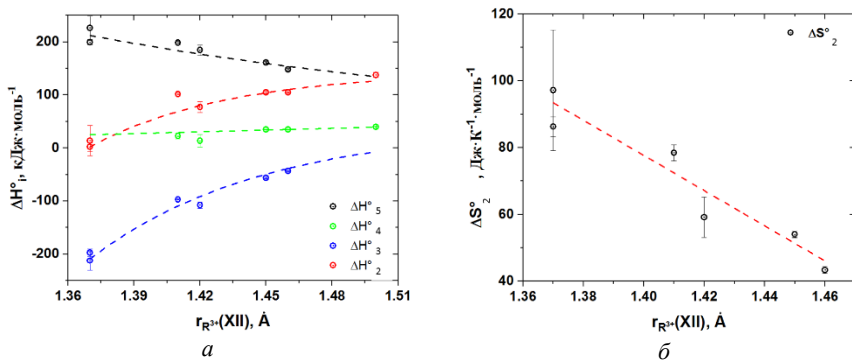 200
100
0
-100
-200
ΔH°i, кДж·моль-1
1.36
1.39
1.42
1.45
1.48
1.51
rR3+(XII), Å
ΔH°5
ΔH°4
ΔH°3
ΔH°2
а
120
100
80
60
40
ΔS°2 , Дж·К-1·моль-1
1.36
1.38
1.40
1.42
1.44
1.46
rR3+(XII), Å
ΔS°2
б